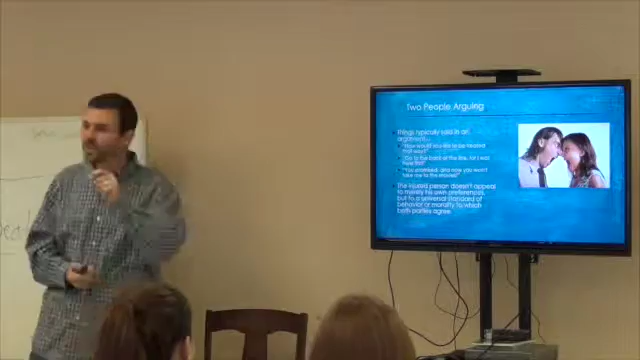 Two People Arguing
Things typically said in an
argument:
"How would you like to be treated
that way?"
"Go to the back of the line, for I was
here first!"
"You promised, and now you won't
take me to the movies!"
The injured person doesn't appeal
to merely his own preferences,
but to a universal standard of
behavior or morality to which
both parties agree.